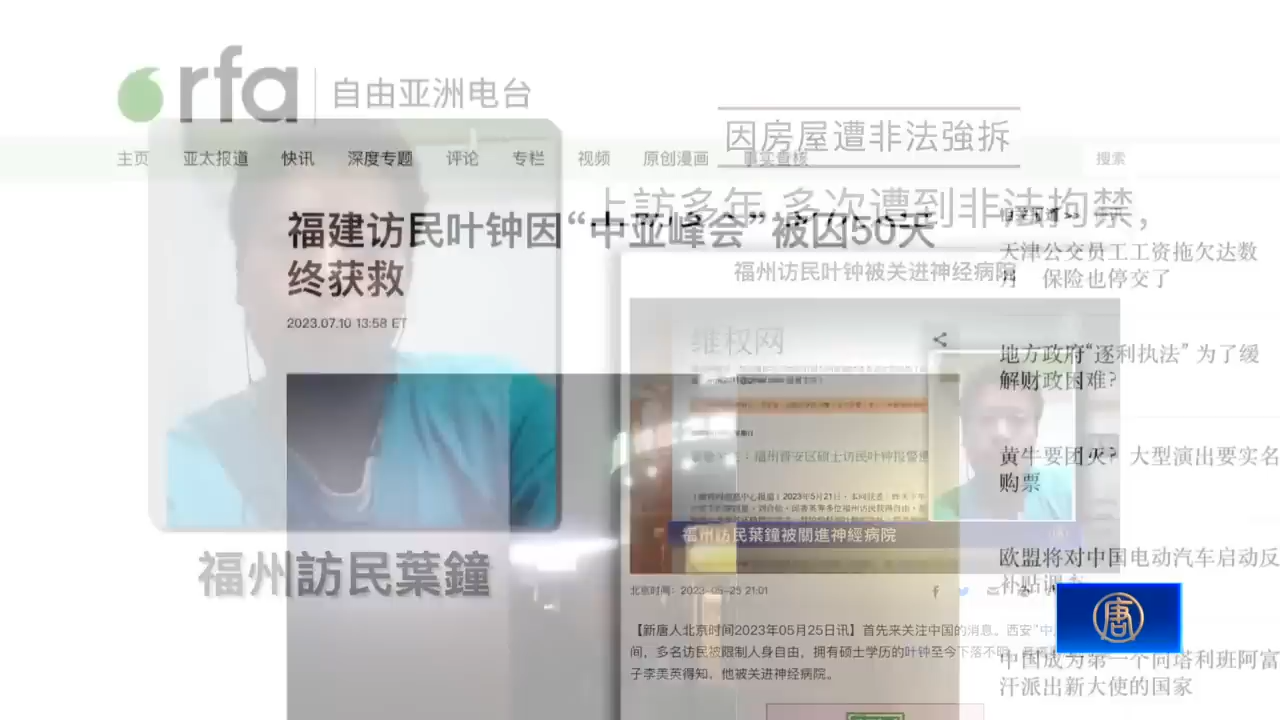 rfa 自由亚洲电台
因房屋遭非法強拆
主页 亚太报道 快讯 深度专题 评论 专栏 视频 原创漫画 事实查核 搜索
上訪多年,多次遭到非法拘禁,
福建访民叶钟因“中亚峰会”被囚50天
终获救
2023.07.10 13:58 ET
福州访民叶钟被关进神经病院
天津公交员工工资拖欠达数
月 保险也停交了
维权网
地方政府“逐利执法” 为了缓
解财政困难?
黄牛要团灭? 大型演出要实名
购票
福州訪民葉鐘被關進神經病院
福州訪民葉鐘
欧盟将对中国电动汽车启动反
补贴调查
北京时间: 2023-05-25 21:01
唐
【新唐人北京时间2023年05月25日讯】首先来关注中国的消息。西安“中
间，多名访民被限制人身自由，拥有硕士学历的叶钟至今下落不明
子李美英得知，他被关进神经病院。
中国成为第一个向塔利班阿富
汗派出新大使的国家